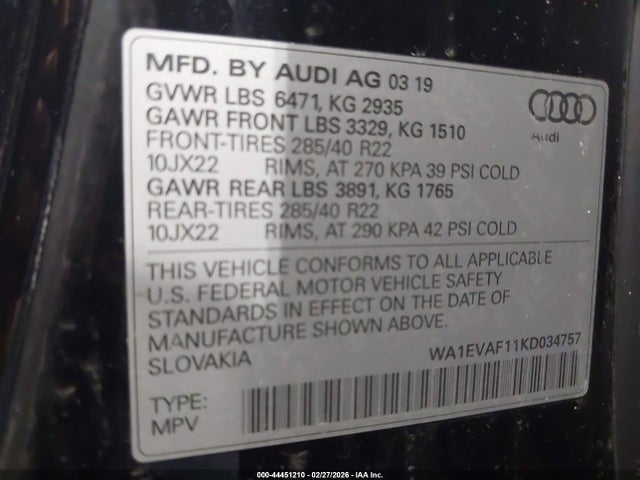 MFD. BY AUDI AG 03 19
GVWR LBS 6471, KG 2935
GAWR FRONT LBS 3329, KG 1510
FRONT-TIRES 285/40 R22
10JX22 RIMS, AT 270 KPA 39 PSI COLD
GAWR REAR LBS 3891, KG 1765
REAR-TIRES 285/40 R22
10JX22 RIMS, AT 290 KPA 42 PSI COLD
Audi
THIS VEHICLE CONFORMS TO ALL APPLICABLE
U.S. FEDERAL MOTOR VEHICLE SAFETY
STANDARDS IN EFFECT ON THE DATE OF
MANUFACTURE SHOWN ABOVE.
SLOVAKIA WA1EVAF11KD034757
TYPE:
MPV
000-44451210 - 02/27/2026 - IAA Inc.